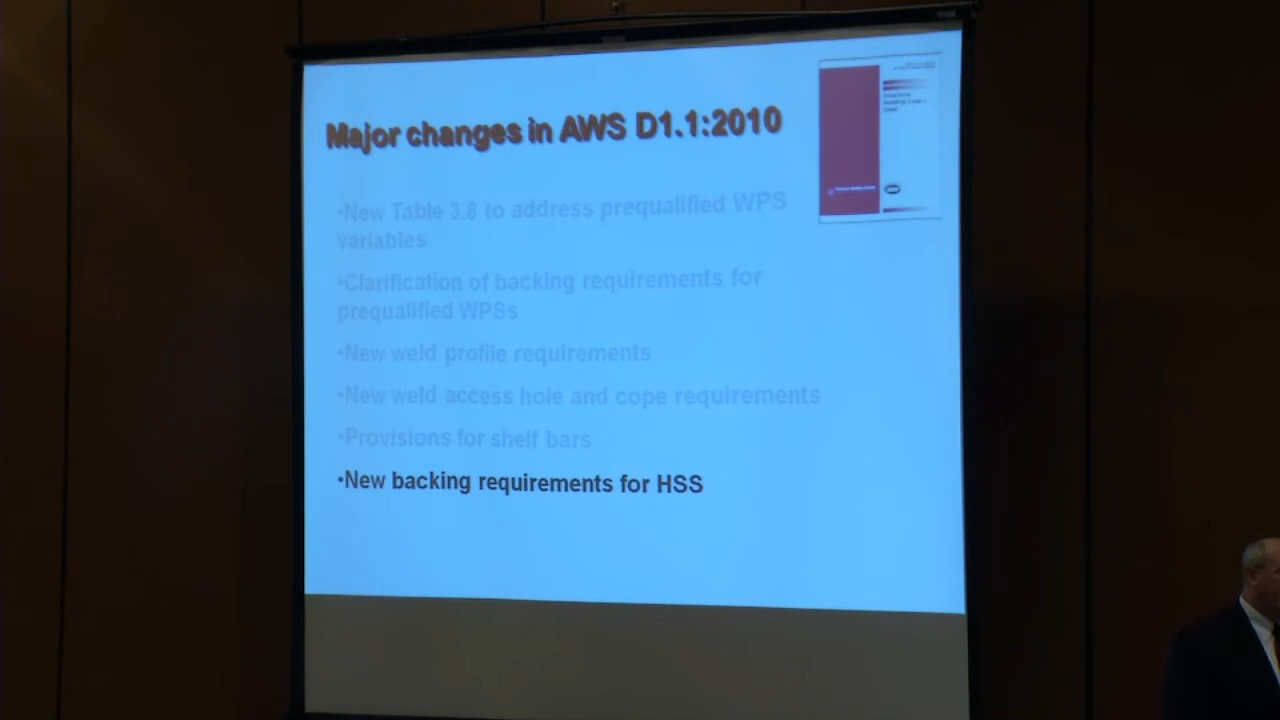 Major changes in AWS D1.1:2010
•New Table 3.8 to address prequalified WPS
variables
•Clarification of backing requirements for
prequalified WPSs
•New weld profile requirements
•New weld access hole and cope requirements
•Provisions for shelf bars
•New backing requirements for HSS